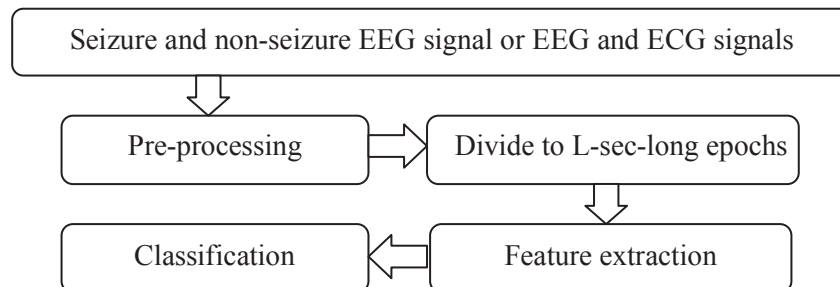 Seizure and non-seizure EEG signal or EEG and ECG signals
Pre-processing
Divide to L-sec-long epochs
Feature extraction
Classification